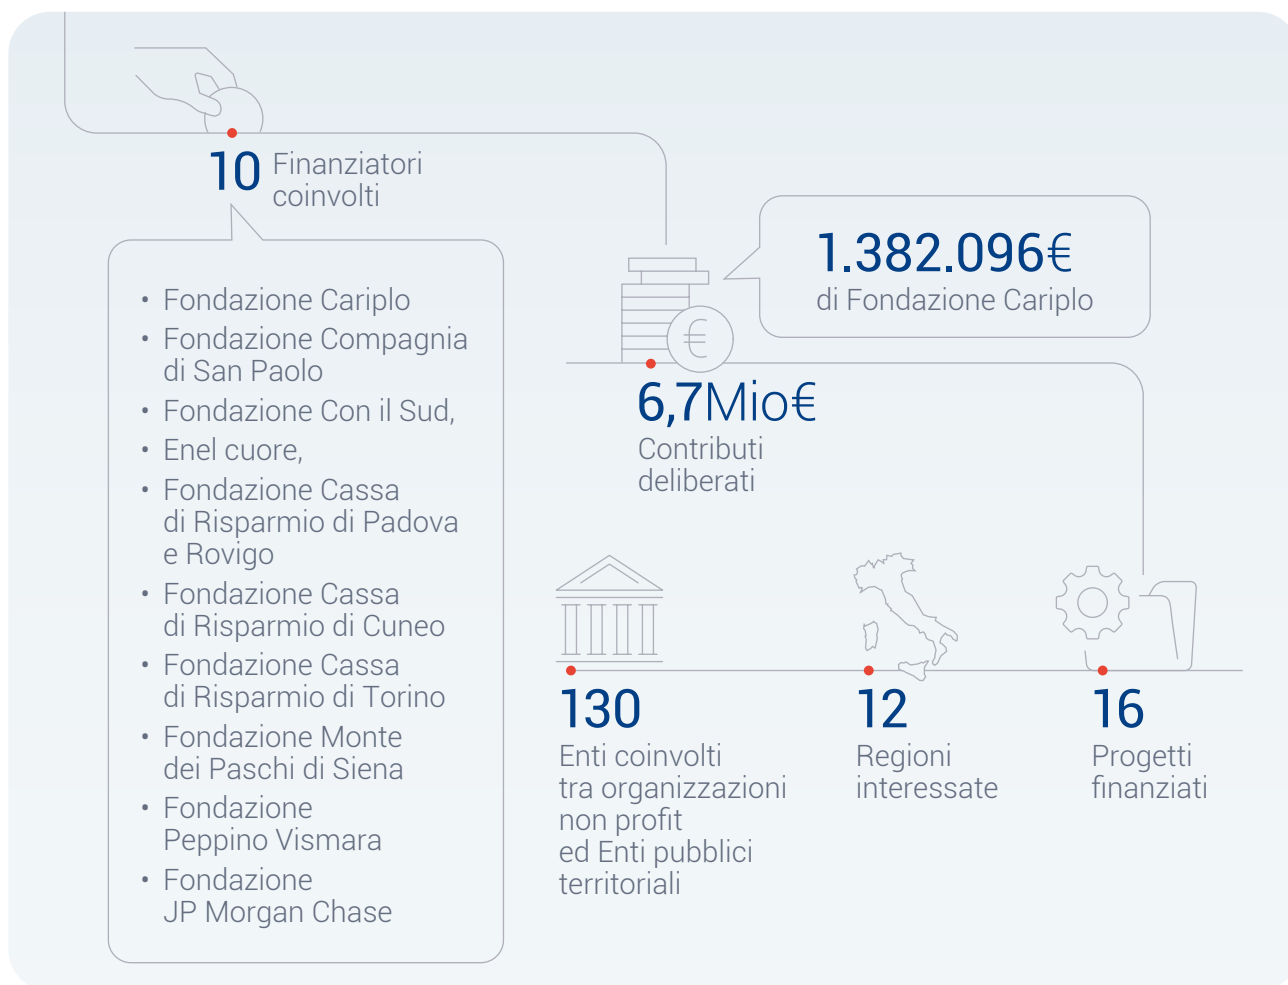 10 Finanziatori
coinvolti
• Fondazione Cariplo
• Fondazione Compagnia
di San Paolo
• Fondazione Con il Sud,
• Enel cuore,
• Fondazione Cassa
di Risparmio di Padova
e Rovigo
• Fondazione Cassa
di Risparmio di Cuneo
• Fondazione Cassa
di Risparmio di Torino
• Fondazione Monte
dei Paschi di Siena
• Fondazione
Peppino Vismara
• Fondazione
JP Morgan Chase
1.382.096€
di Fondazione Cariplo
€
6,7Mio€
Contributi
deliberati
130
Enti coinvolti
tra organizzazioni
non profit
ed Enti pubblici
territoriali
12
Regioni
interessate
16
Progetti
finanziati